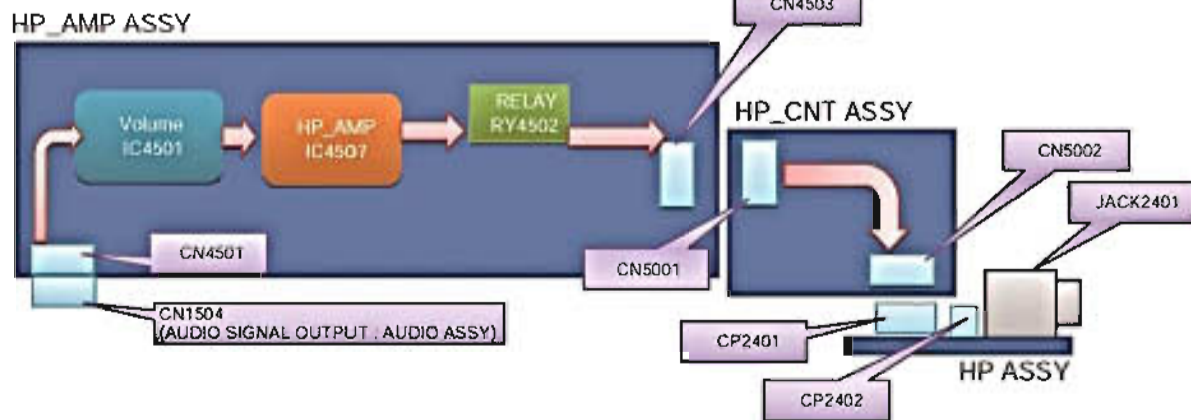 CN4503
HP_AMP ASSY
RELAY
RY4502
Volume
IC4501
HP_AMP
IC4507
HP_CNT ASSY
CN5002
JACK2401
CN4501
CN5001
CN1504
(AUDIO SIGNAL OUTPUT : AUDIO ASSY)
CP2401
HP ASSY
CP2402